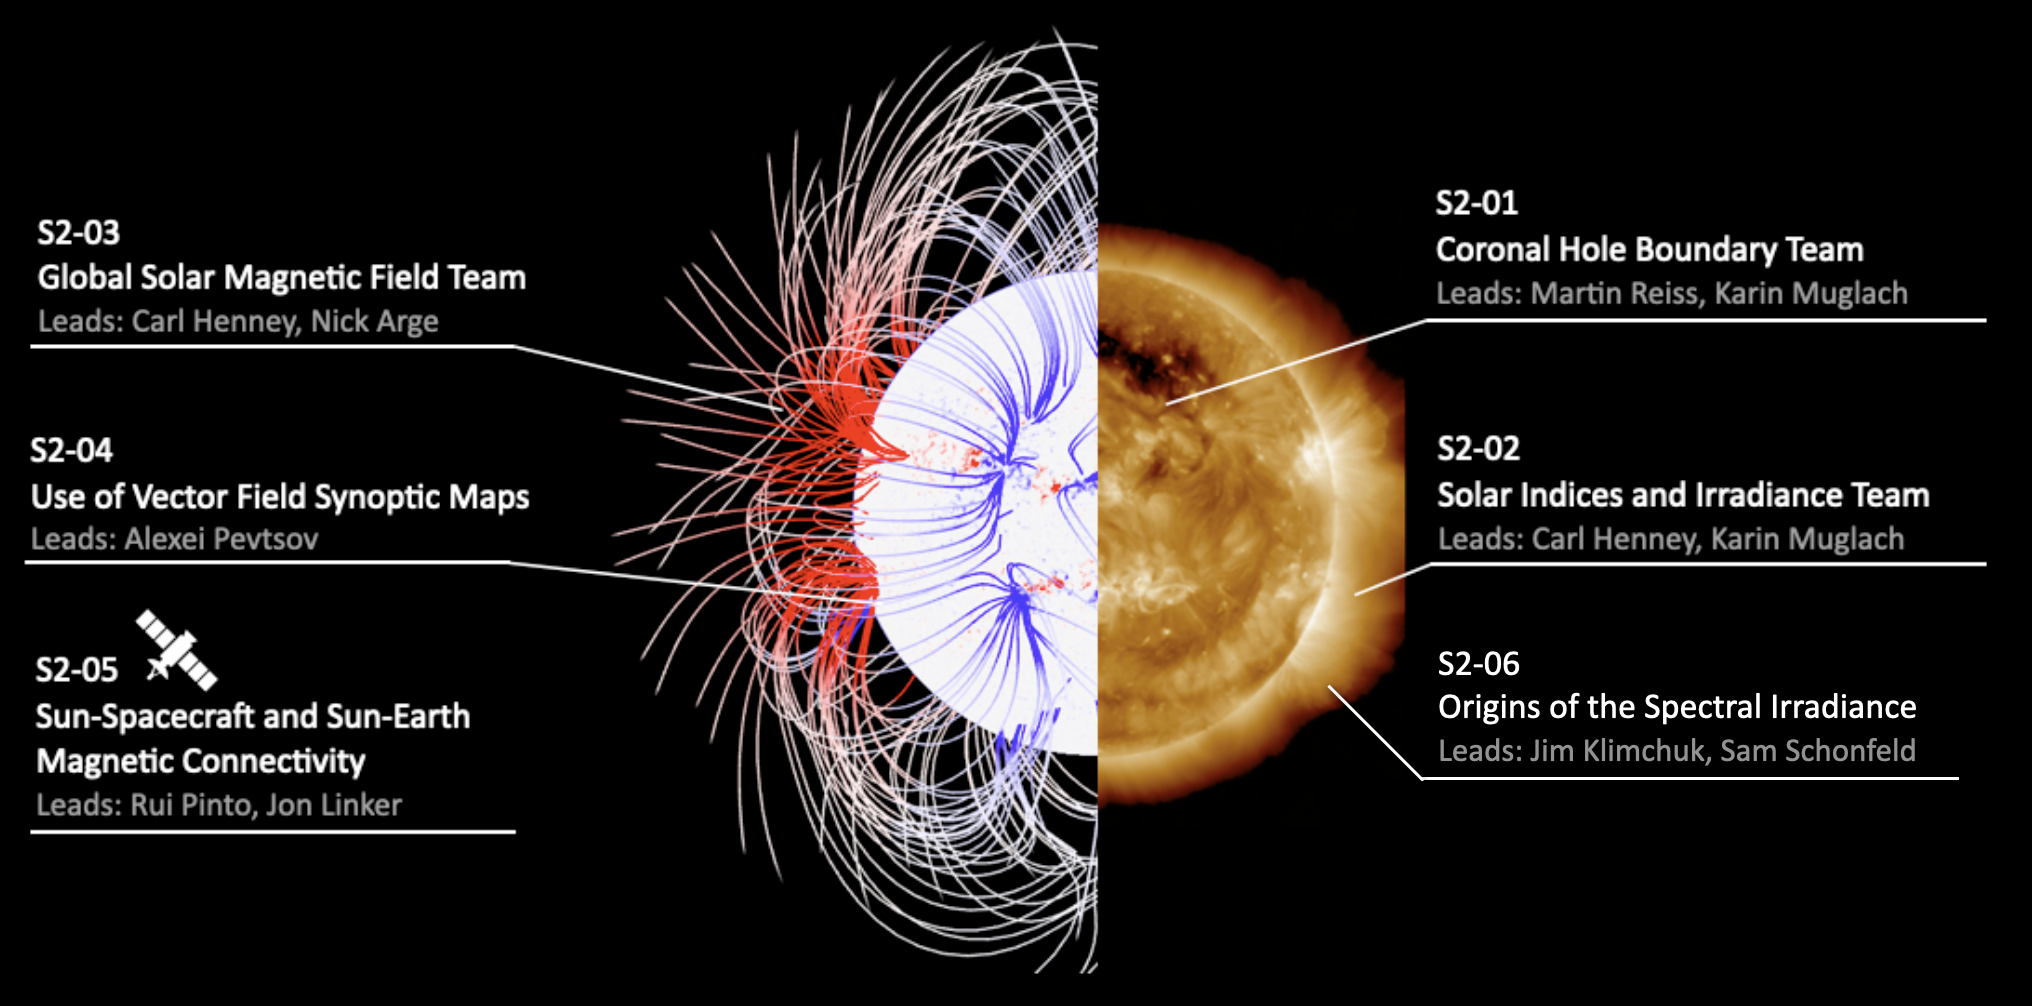 S2-03
Global Solar Magnetic Field Team
Leads: Carl Henney, Nick Arge
S2-04
Use of Vector Field Synoptic Maps
Leads: Alexei Pevtsov
S2-05
Sun-Spacecraft and Sun-Earth
Magnetic Connectivity
Leads: Rui Pinto, Jon Linker
S2-01
Coronal Hole Boundary Team
Leads: Martin Reiss, Karin Muglach
S2-02
Solar Indices and Irradiance Team
Leads: Carl Henney, Karin Muglach
S2-06
Origins of the Spectral Irradiance
Leads: Jim Klimchuk, Sam Schonfeld